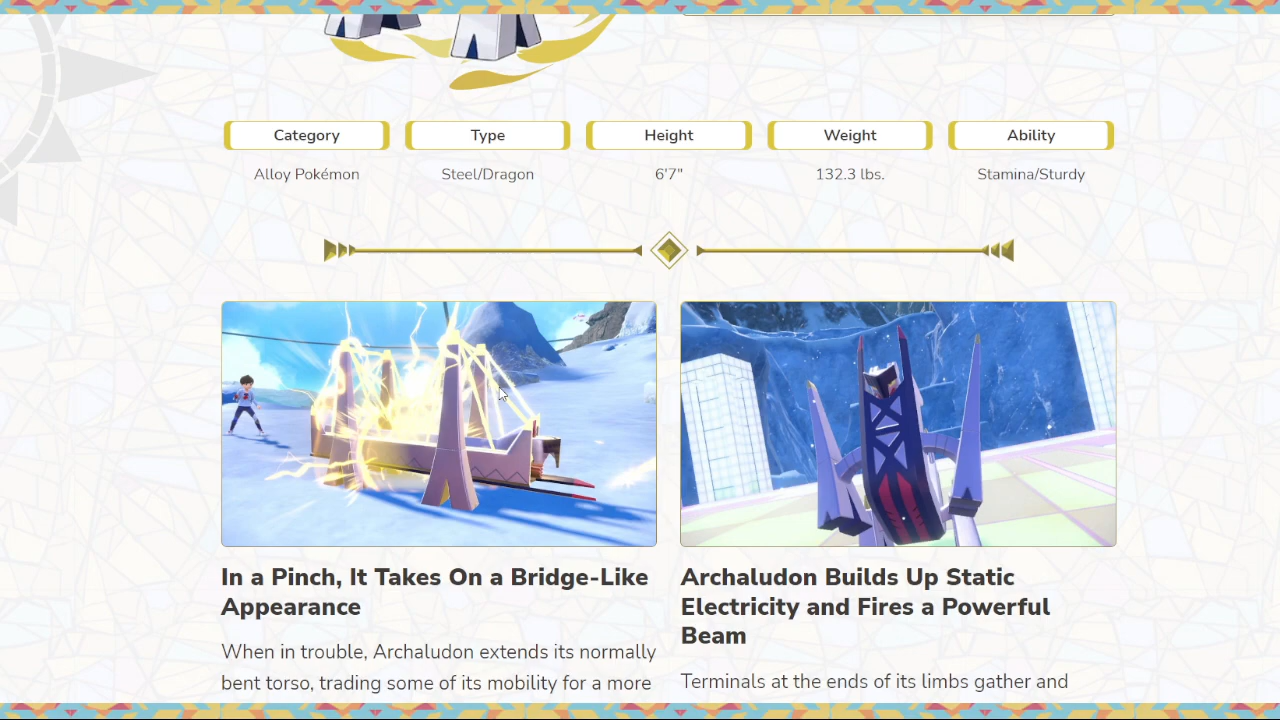 Category
Type
Height
Weight
Ability
Alloy Pokémon
Steel/Dragon
6'7"
132.3 lbs.
Stamina/Sturdy
In a Pinch, It Takes On a Bridge-Like
Appearance
When in trouble, Archaludon extends its normally
bent torso, trading some of its mobility for a more
Archaludon Builds Up Static
Electricity and Fires a Powerful
Beam
Terminals at the ends of its limbs gather and